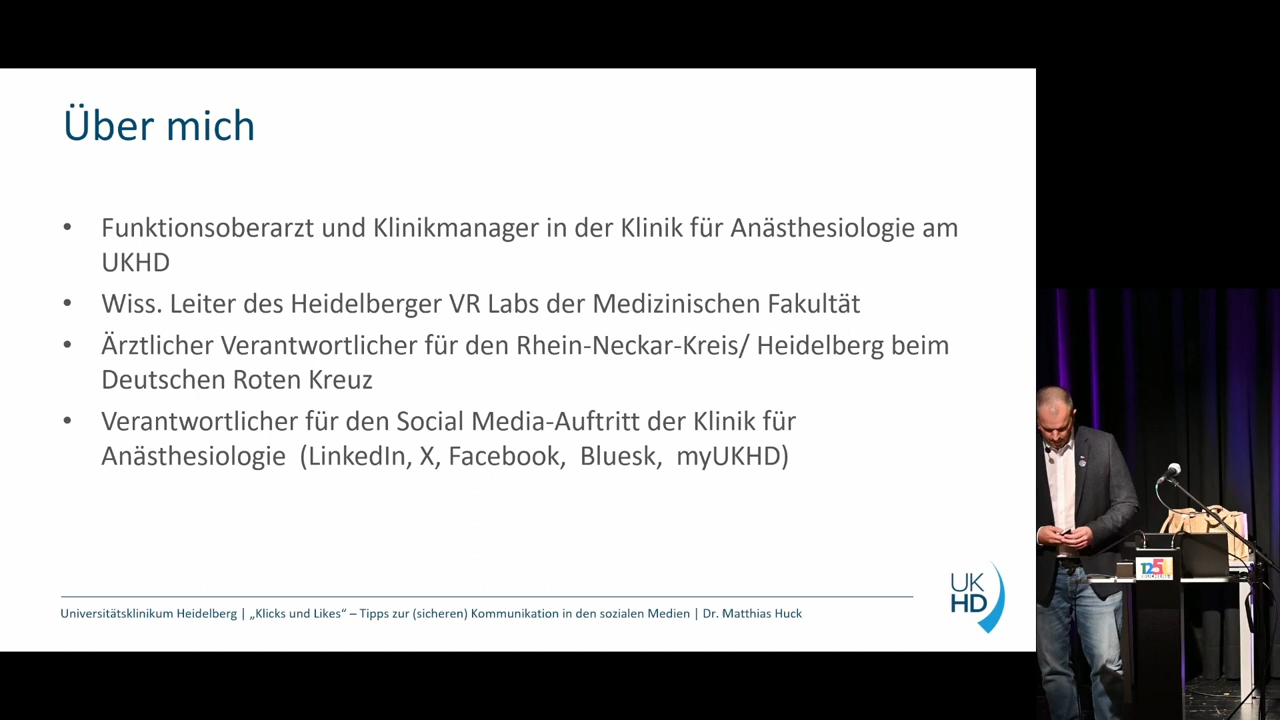 Über mich
• Funktionsoberarzt und Klinikmanager in der Klinik für Anästhesiologie am
UKHD
• Wiss. Leiter des Heidelberger VR Labs der Medizinischen Fakultät
• Ärztlicher Verantwortlicher für den Rhein-Neckar-Kreis/ Heidelberg beim
Deutschen Roten Kreuz
• Verantwortlicher für den Social Media-Auftritt der Klinik für
Anästhesiologie (LinkedIn, X, Facebook, Bluesk, myUKHD)
Universitätsklinikum Heidelberg | „Klicks und Likes“ – Tipps zur (sicheren) Kommunikation in den sozialen Medien | Dr. Matthias Huck
UK
HD
125